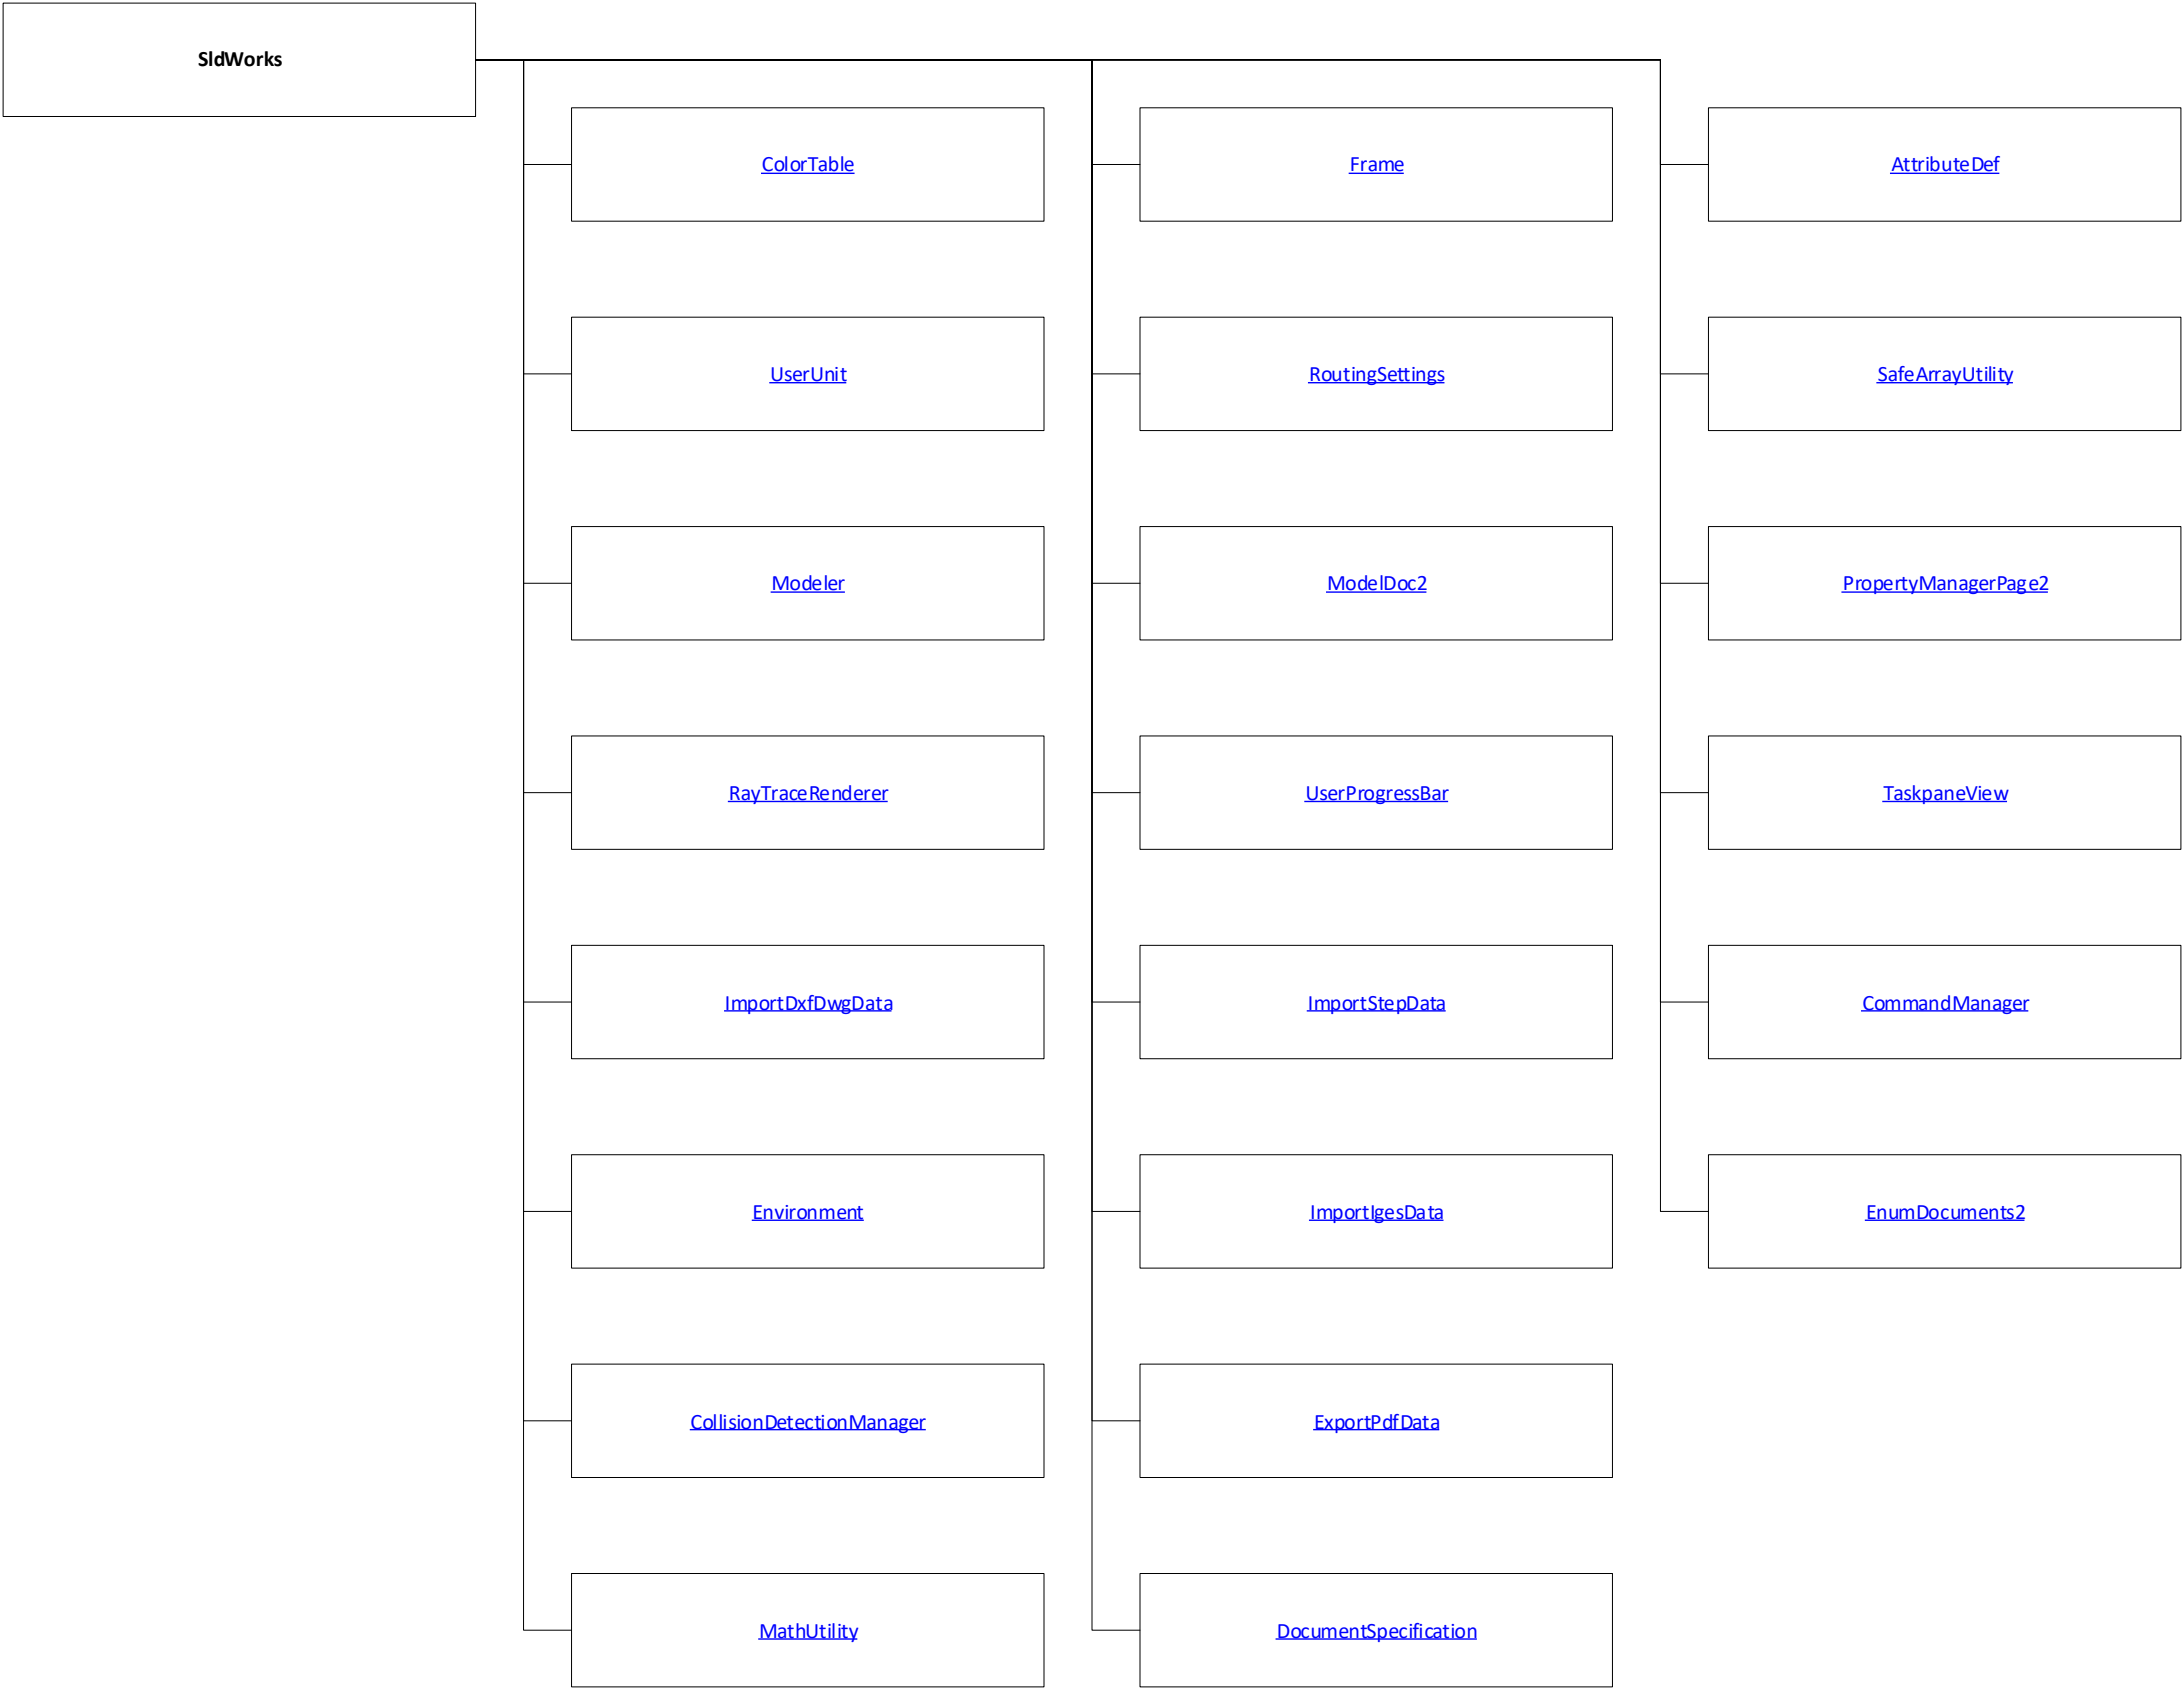 SldWorks
ColorTable
Frame
AttributeDef
UserUnit
RoutingSettings
SafeArrayUtility
Modeler
ModelDoc2
PropertyManagerPage2
RayTraceRenderer
UserProgressBar
TaskpaneView
ImportDxfDwgData
ImportStepData
CommandManager
Environment
ImportIgesData
EnumDocuments2
CollisionDetectionManager
ExportPdfData
MathUtility
DocumentSpecification